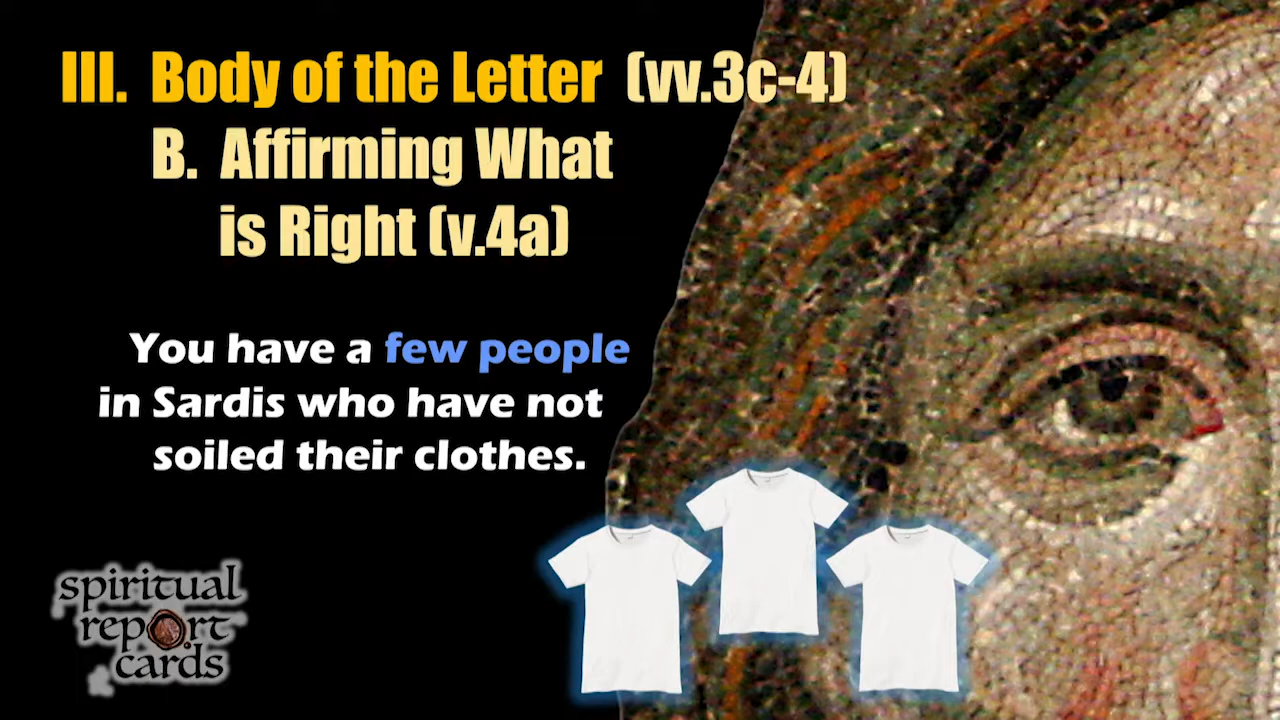 III. Body of the Letter (vv.3c-4)
B. Affirming What
is Right (v.4a)
You have a few people
in Sardis who have not
soiled their clothes.
spiritual
report
cards